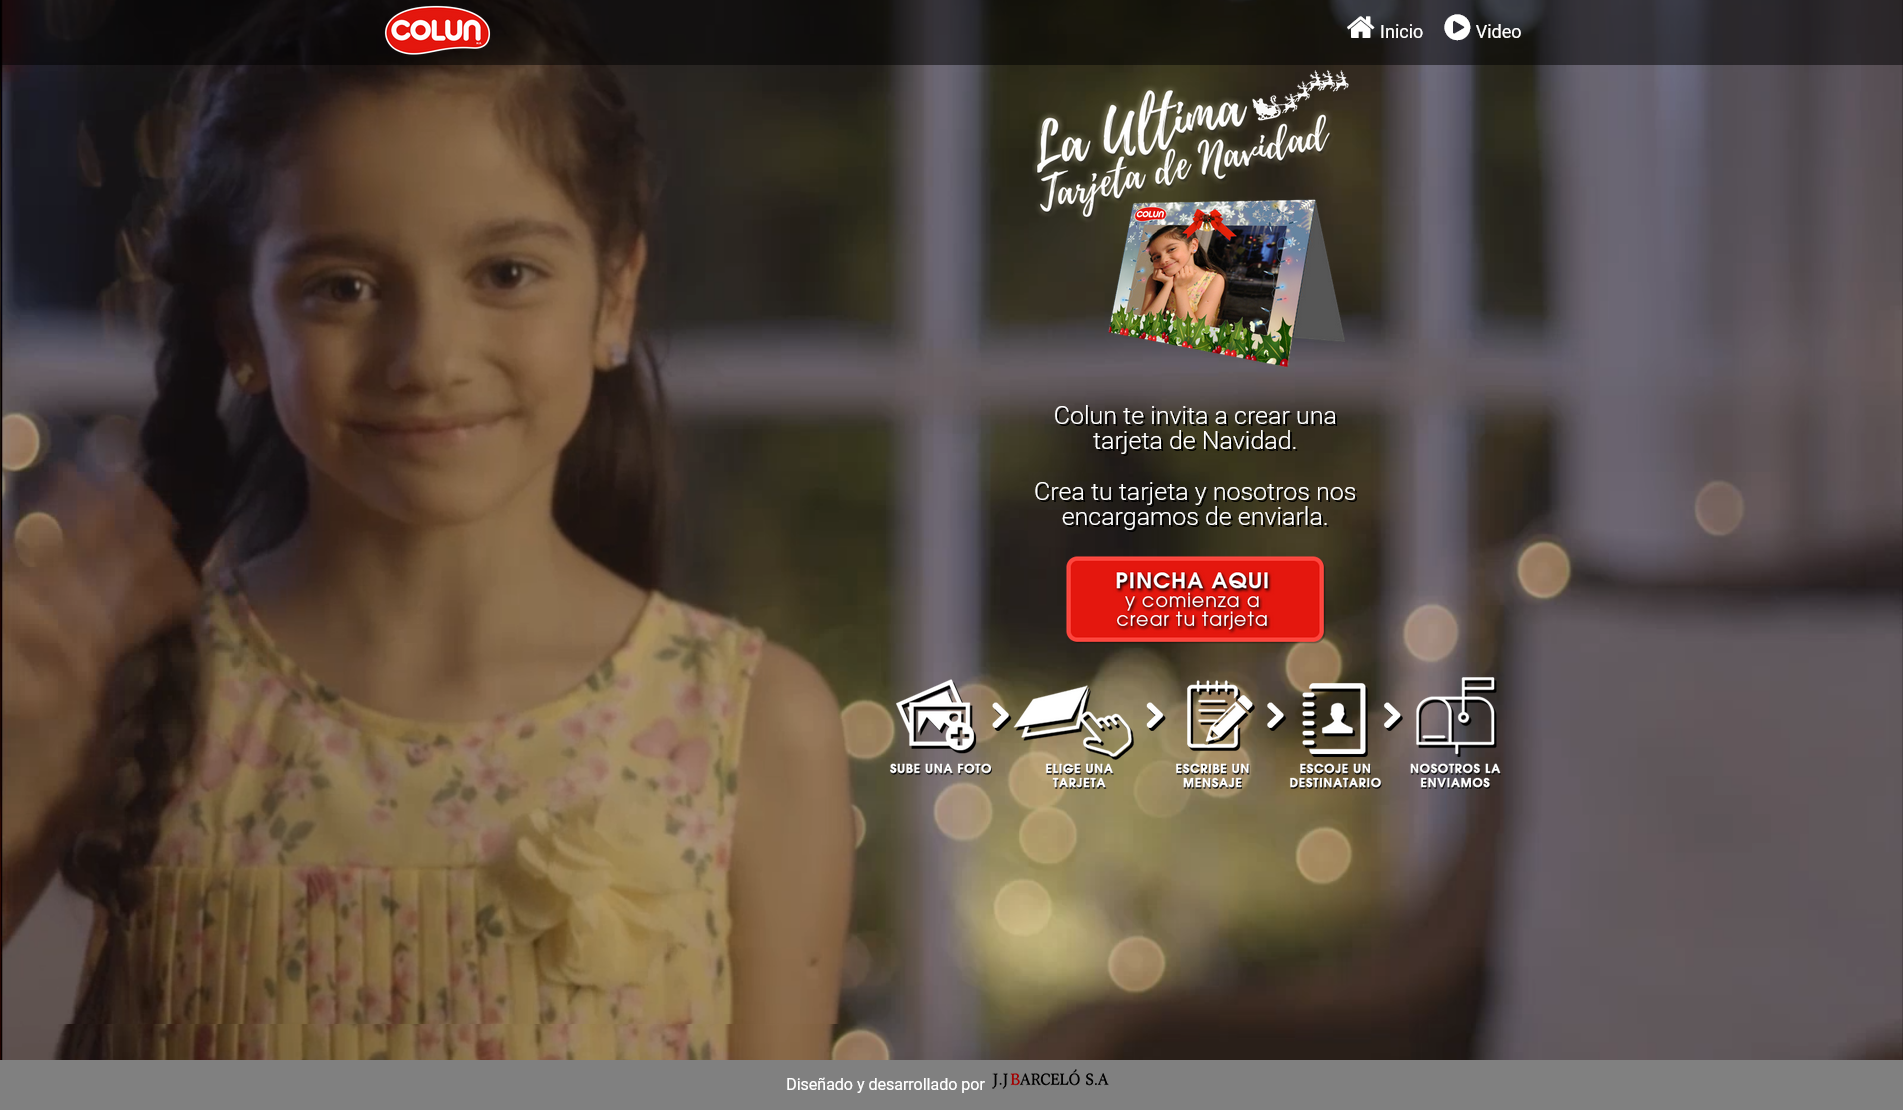 COLUN
Inicio
Video
La Ultima
Tarjeta de Navidad
COLUN
Colun te invita a crear una
tarjeta de Navidad.
Crea tu tarjeta y nosotros nos
encargamos de enviarla.
PINCHA AQUI
y comienza a
crear tu tarjeta
SUBE UNA FOTO
ELIGE UNA
TARJETA
ESCRIBE UN
MENSAJE
ESCOJE UN
DESTINATARIO
NOSOTROS LA
ENVIAMOS
Diseñado y desarrollado por J.J BARCELÓ S.A